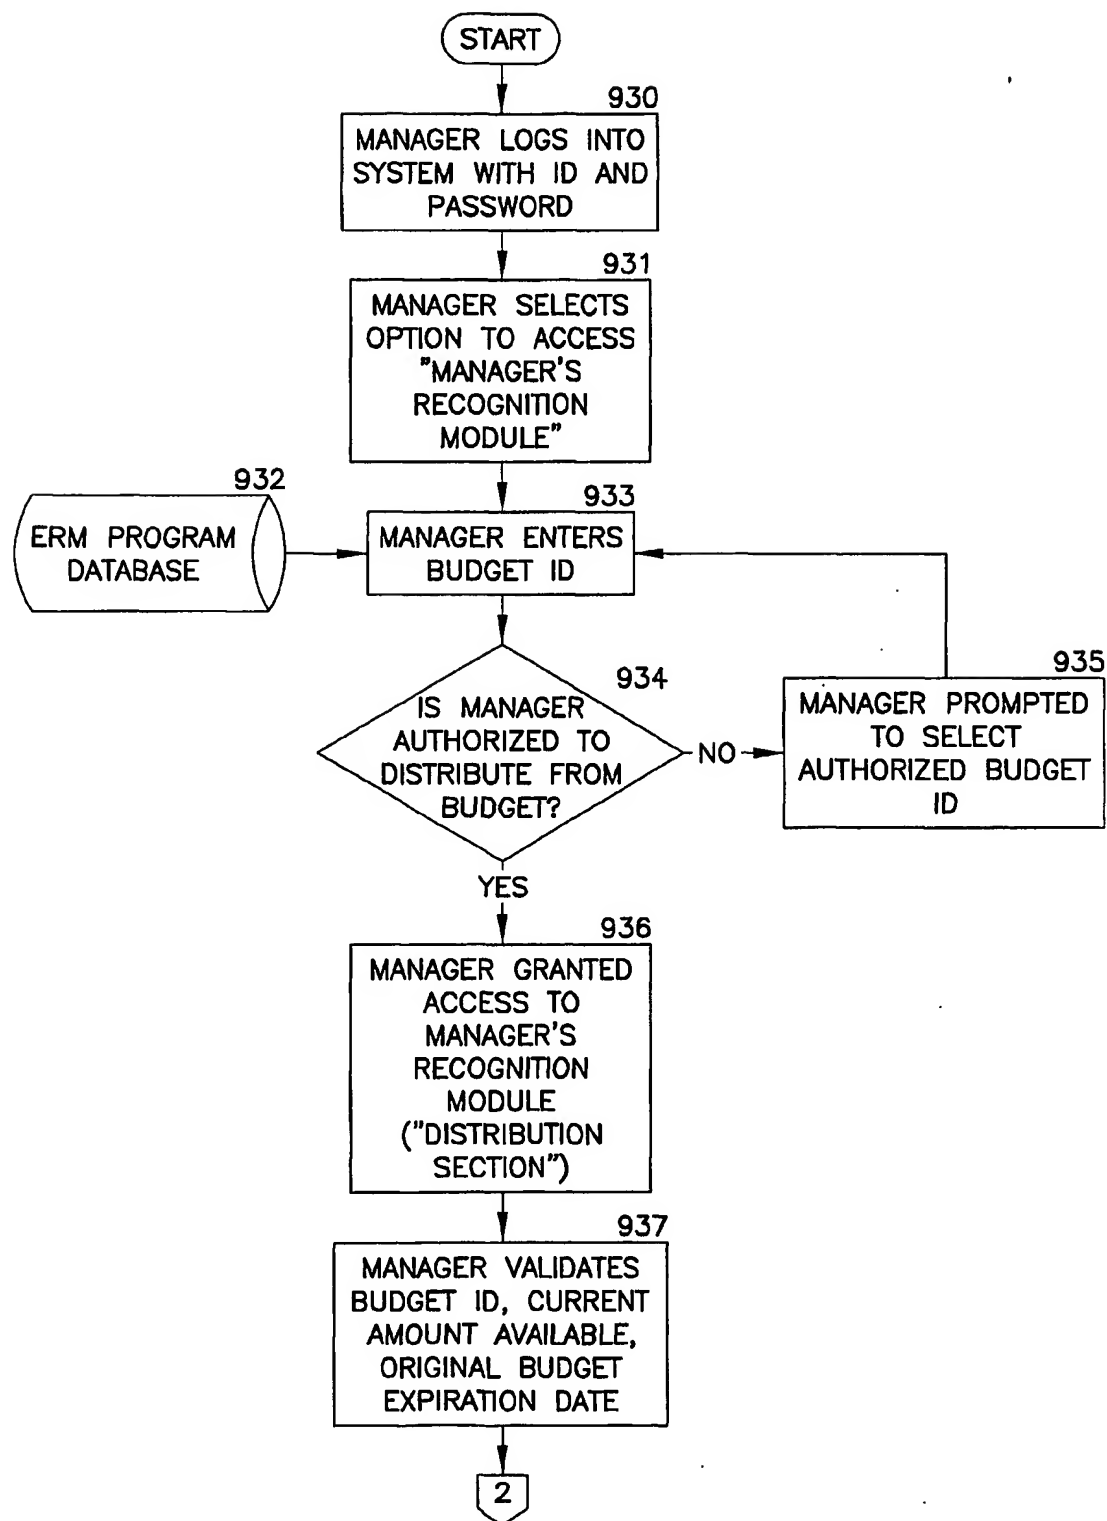 START
930
MANAGER LOGS INTO
SYSTEM WITH ID AND
PASSWORD
931
MANAGER SELECTS
OPTION TO ACCESS
"MANAGER'S
RECOGNITION
MODULE"
932
ERM PROGRAM
DATABASE
933
MANAGER ENTERS
BUDGET ID
934
IS MANAGER
AUTHORIZED TO
DISTRIBUTE FROM
BUDGET?
NO
935
MANAGER PROMPTED
TO SELECT
AUTHORIZED BUDGET
ID
YES
936
MANAGER GRANTED
ACCESS TO
MANAGER'S
RECOGNITION
MODULE
("DISTRIBUTION
SECTION")
937
MANAGER VALIDATES
BUDGET ID, CURRENT
AMOUNT AVAILABLE,
ORIGINAL BUDGET
EXPIRATION DATE
2